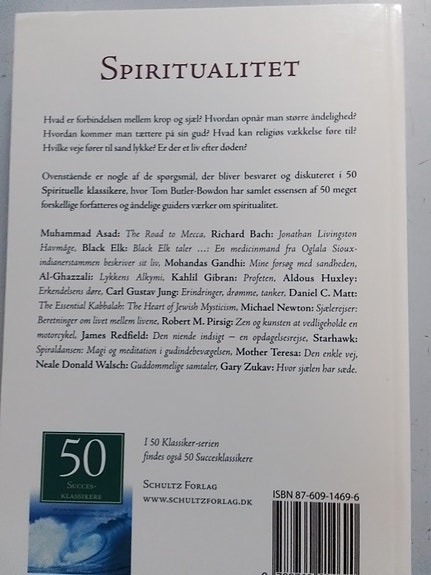 SPIRITUALITET
Hvad er forbindelsen mellem krop og sjæl? Hvordan opnår man større åndelighed?
Hvordan kommer man tættere på sin gud? Hvad kan religiøs vækkelse føre til?
Hvilke veje fører til sand lykke? Er der et liv efter døden?
Ovenstående er nogle af de spørgsmål, der bliver besvaret og diskuteret i 50
Spirituelle klassikere, hvor Tom Butler-Bowdon har samlet essensen af 50 meget
forskellige forfatteres og åndelige guiders værker om spiritualitet.
Muhammad Asad: The Road to Mecca, Richard Bach: Jonathan Livingston
Havmåge, Black Elk: Black Elk taler ...: En medicinmand fra Oglala Sioux-
indianerstammen beskriver sit liv, Mohandas Gandhi: Mine forsøg med sandheden,
Al-Ghazzali: Lykkens Alkymi, Kahlil Gibran: Profeten, Aldous Huxley:
Erkendelsens døre, Carl Gustav Jung: Erindringer, drømme, tanker, Daniel C. Matt:
The Essential Kabbalah: The Heart of Jewish Mysticism, Michael Newton: Sjælerejser:
Beretninger om livet mellem livene, Robert M. Pirsig: Zen og kunsten at vedligeholde en
motorcykel, James Redfield: Den niende indsigt – en opdagelsesrejse, Starhawk:
Spiraldansen: Magi og meditation i gudindebevægelsen, Mother Teresa: Den enkle vej,
Neale Donald Walsch: Guddommelige samtaler, Gary Zukav: Hvor sjælen har sæde.
50
SUCCES-
KLASSIKERE
I 50 Klassiker-serien
findes også 50 Succesklassikere
SCHULTZ FORLAG
WWW.SCHULTZFORLAG.DK
ISBN 87-609-1469-6